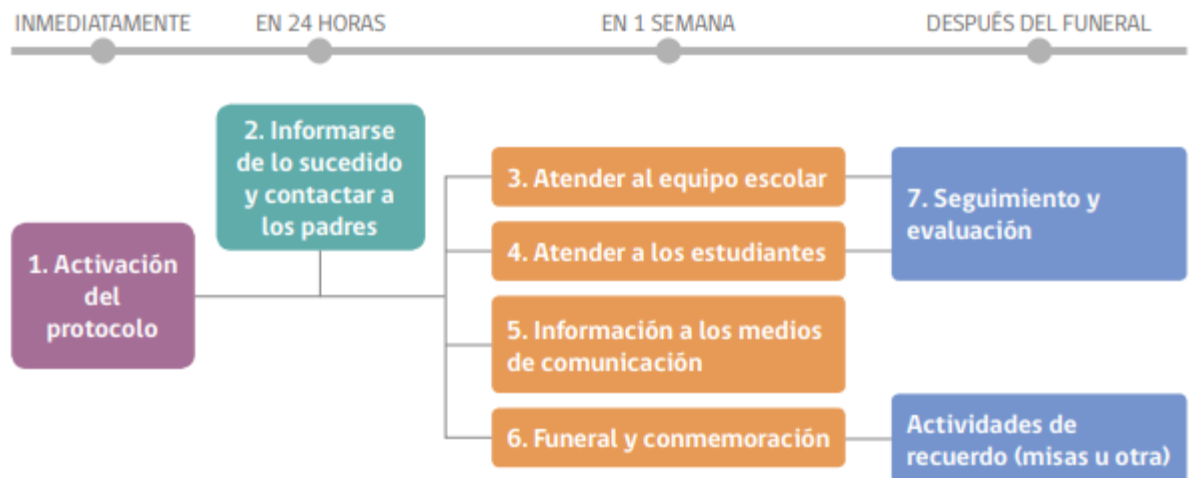 INMEDIATAMENTE
EN 24 HORAS
EN 1 SEMANA
DESPUÉS DEL FUNERAL
1. Activación
del
protocolo
2. Informarse
de lo sucedido
y contactar a
los padres
3. Atender al equipo escolar
4. Atender a los estudiantes
5. Información a los medios
de comunicación
6. Funeral y conmemoración
7. Seguimiento y
evaluación
Actividades de
recuerdo (misas u otra)